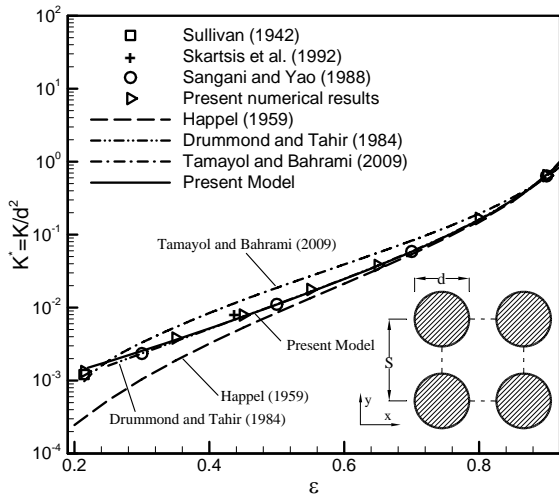 10²
10¹
10⁰
10⁻¹
10⁻²
10⁻³
10⁻⁴
K*=K/d²
Sullivan (1942)
Skartsis et al. (1992)
Sangani and Yao (1988)
Present numerical results
Happel (1959)
Drummond and Tahir (1984)
Tamayol and Bahrami (2009)
Present Model
Tamayol and Bahrami (2009)
Present Model
Happel (1959)
Drummond and Tahir
(1984)
d
S
y
x
0.2 0.4 0.6 0.8
ε